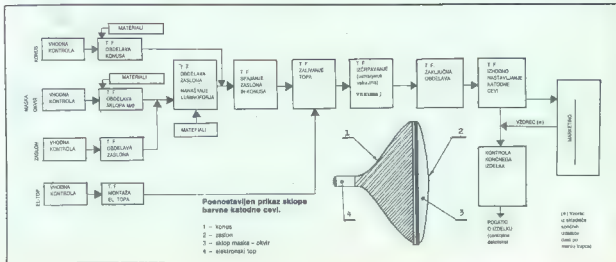 KONUS
VHODNA
KONTROLA
MATERIALI
T. F.
OBDELAVA
KONUSA
MASKA
OKVIR
VHODNA
KONTROLA
MATERIALI
T. F.
OBDELAVA
SKLOPA MO
ZASLON
VHODNA
KONTROLA
T. F.
OBDELAVA
ZASLONA
EL. TOP
VHODNA
KONTROLA
T. F.
MONTAŽA
EL. TOPA
T. F.
OBDELAVA
ZASLONA
NANAŠANJE
LUMINOFORJA
MATERIALI
T. F.
SPAJANJE
ZASLONA
IN KONUSA
T. F.
ZALIVANJE
TOPA
T. F.
T. F.
ZAKLJUČNA
OBDELAVA
T. F.
IZHODNO
NASTAVLJANJE
KATODNE
CEVI
MARKETING
VZOREC (*)
KONTROLA
KONČNEGA
IZDELKA
PODATKI
O IZDELKU
1
2
3
4
Poenostavljen prikaz sklopa
barvne katodne cevi.
1 – konus
2 – zaslon
3 – sklop maska – okvir
4 – elektronski top